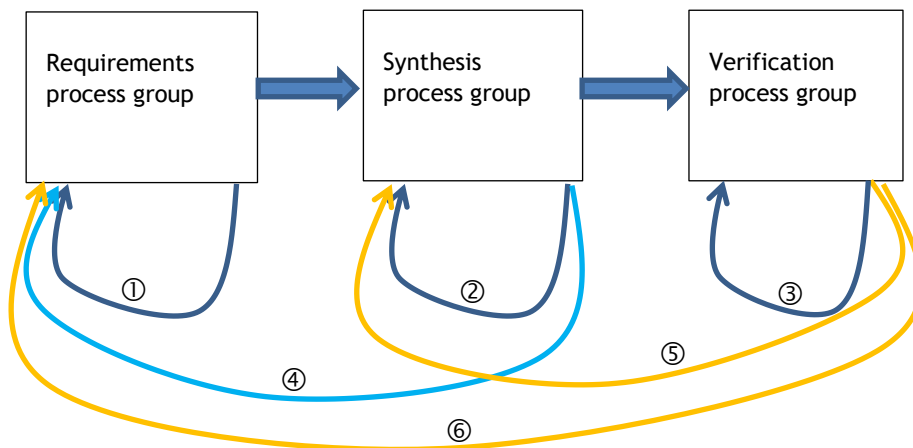 Requirements
process group
Synthesis
process group
Verification
process group
①
②
③
④
⑤
⑥